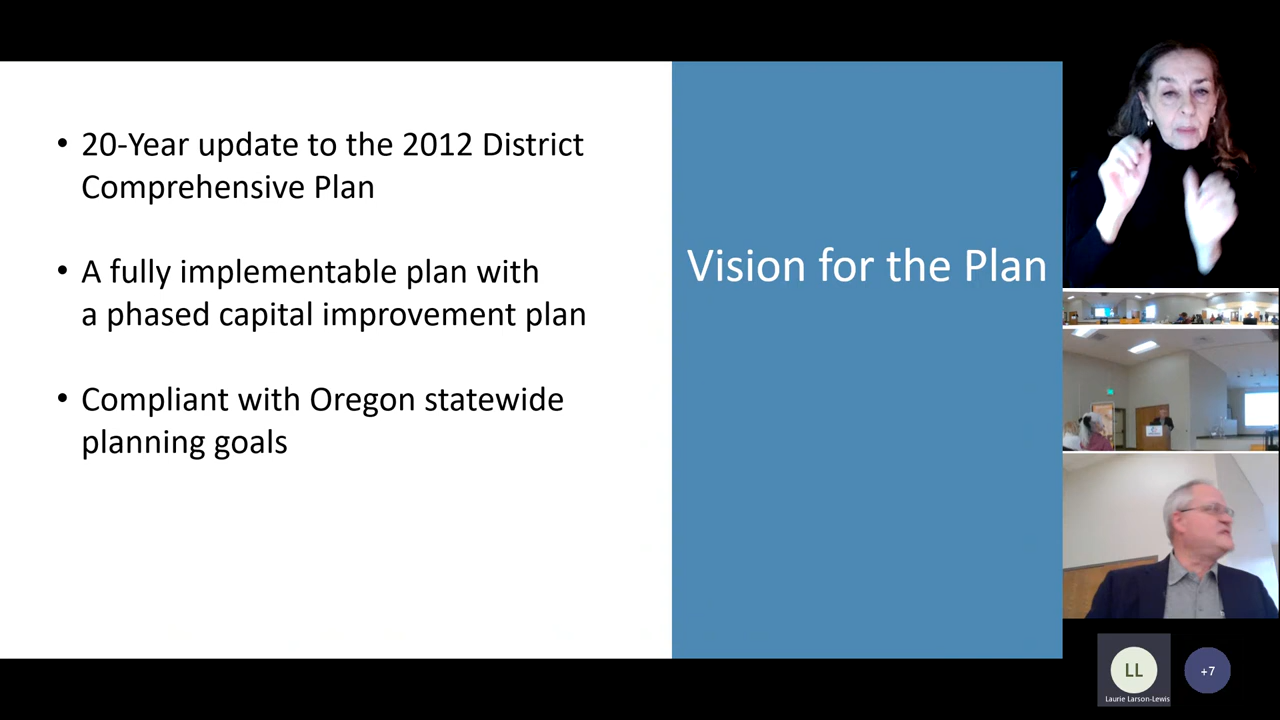 • 20-Year update to the 2012 District
Comprehensive Plan
• A fully implementable plan with
a phased capital improvement plan
• Compliant with Oregon statewide
planning goals
Vision for the Plan
LL
Laurie Larson-Lewis
+7